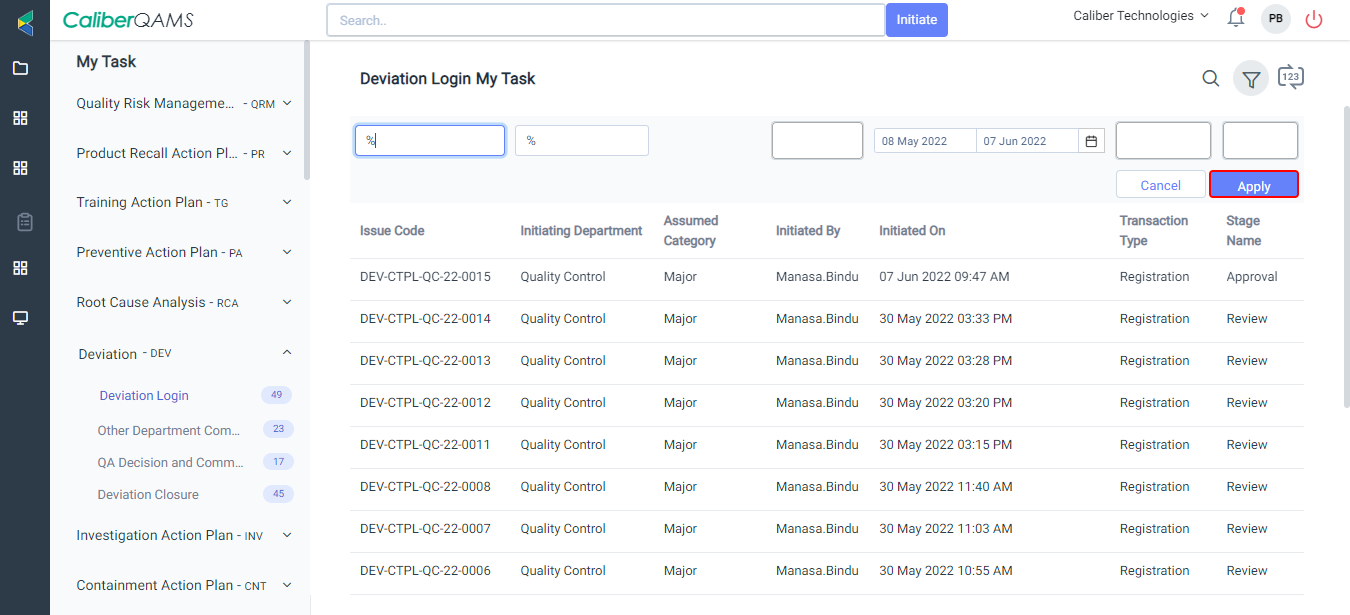 CaliberQAMS
Search..
Initiate
Caliber Technologies
PB
My Task
Quality Risk Manageme... - QRM
Product Recall Action Pl... - PR
Training Action Plan - TG
Preventive Action Plan - PA
Root Cause Analysis - RCA
Deviation - DEV
Deviation Login 49
Other Department Com... 23
QA Decision and Comm... 17
Deviation Closure 45
Investigation Action Plan - INV
Containment Action Plan - CNT
Deviation Login My Task
123
% % 08 May 2022 07 Jun 2022
Cancel Apply
Issue Code Initiating Department Assumed Category Initiated By Initiated On Transaction Type Stage Name
DEV-CTPL-QC-22-0015 Quality Control Major Manasa.Bindu 07 Jun 2022 09:47 AM Registration Approval
DEV-CTPL-QC-22-0014 Quality Control Major Manasa.Bindu 30 May 2022 03:33 PM Registration Review
DEV-CTPL-QC-22-0013 Quality Control Major Manasa.Bindu 30 May 2022 03:28 PM Registration Review
DEV-CTPL-QC-22-0012 Quality Control Major Manasa.Bindu 30 May 2022 03:20 PM Registration Review
DEV-CTPL-QC-22-0011 Quality Control Major Manasa.Bindu 30 May 2022 03:15 PM Registration Review
DEV-CTPL-QC-22-0008 Quality Control Major Manasa.Bindu 30 May 2022 11:40 AM Registration Review
DEV-CTPL-QC-22-0007 Quality Control Major Manasa.Bindu 30 May 2022 11:03 AM Registration Review
DEV-CTPL-QC-22-0006 Quality Control Major Manasa.Bindu 30 May 2022 10:55 AM Registration Review